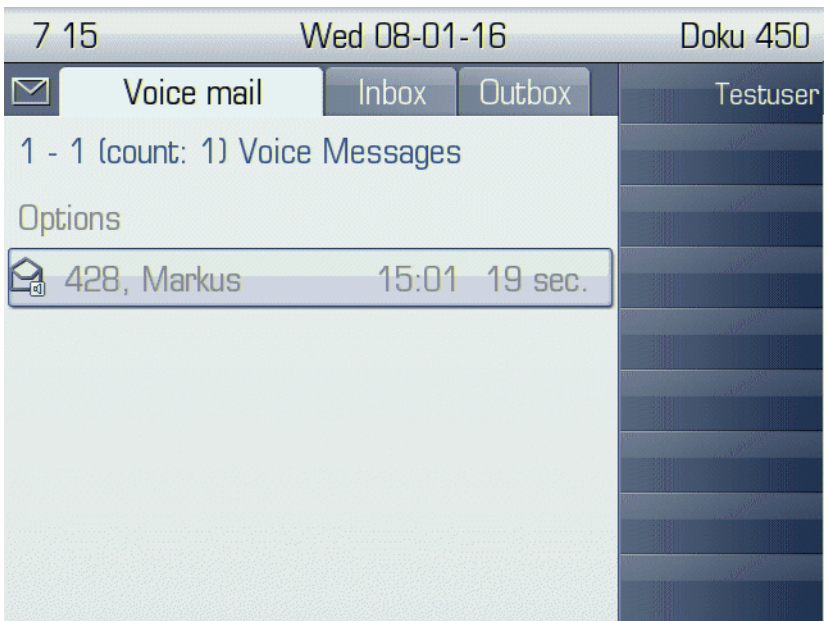 7 15 Wed 08-01-16 Doku 450
Voice mail Inbox Outbox Testuser
1 - 1 (count: 1) Voice Messages
Options
428, Markus 15:01 19 sec.